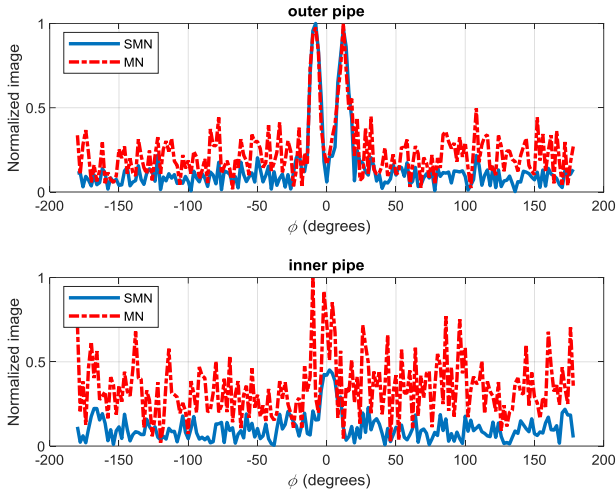 outer pipe
1
0.5
0
Normalized image
SMN
MN
-200 -150 -100 -50 0 50 100 150 200
ϕ (degrees)
inner pipe
1
0.5
0
Normalized image
SMN
MN
-200 -150 -100 -50 0 50 100 150 200
ϕ (degrees)